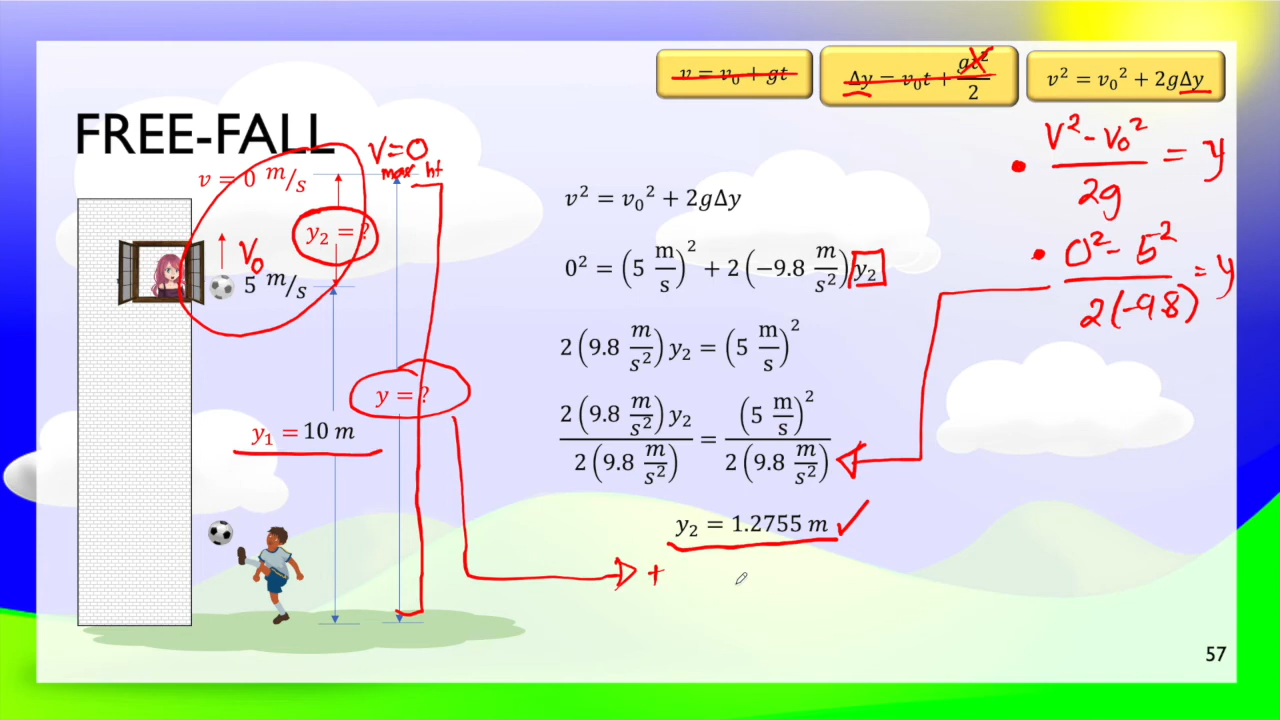 v = v₀ + gt
Δy = v₀t + gt²/2
v² = v₀² + 2gΔy
FREE-FALL
V=0
max ht
v = 0 m/s
y₂ = ?
V₀
5 m/s
y = ?
y₁ = 10 m
v² = v₀² + 2gΔy
0² = (5 m/s)² + 2(−9.8 m/s²)y₂
2(9.8 m/s²)y₂ = (5 m/s)²
2(9.8 m/s²)y₂ / 2(9.8 m/s²) = (5 m/s)² / 2(9.8 m/s²)
y₂ = 1.2755 m ✓
+
• V² - V₀² / 2g = y
• 0² - 5² / 2(-9.8) = y
57